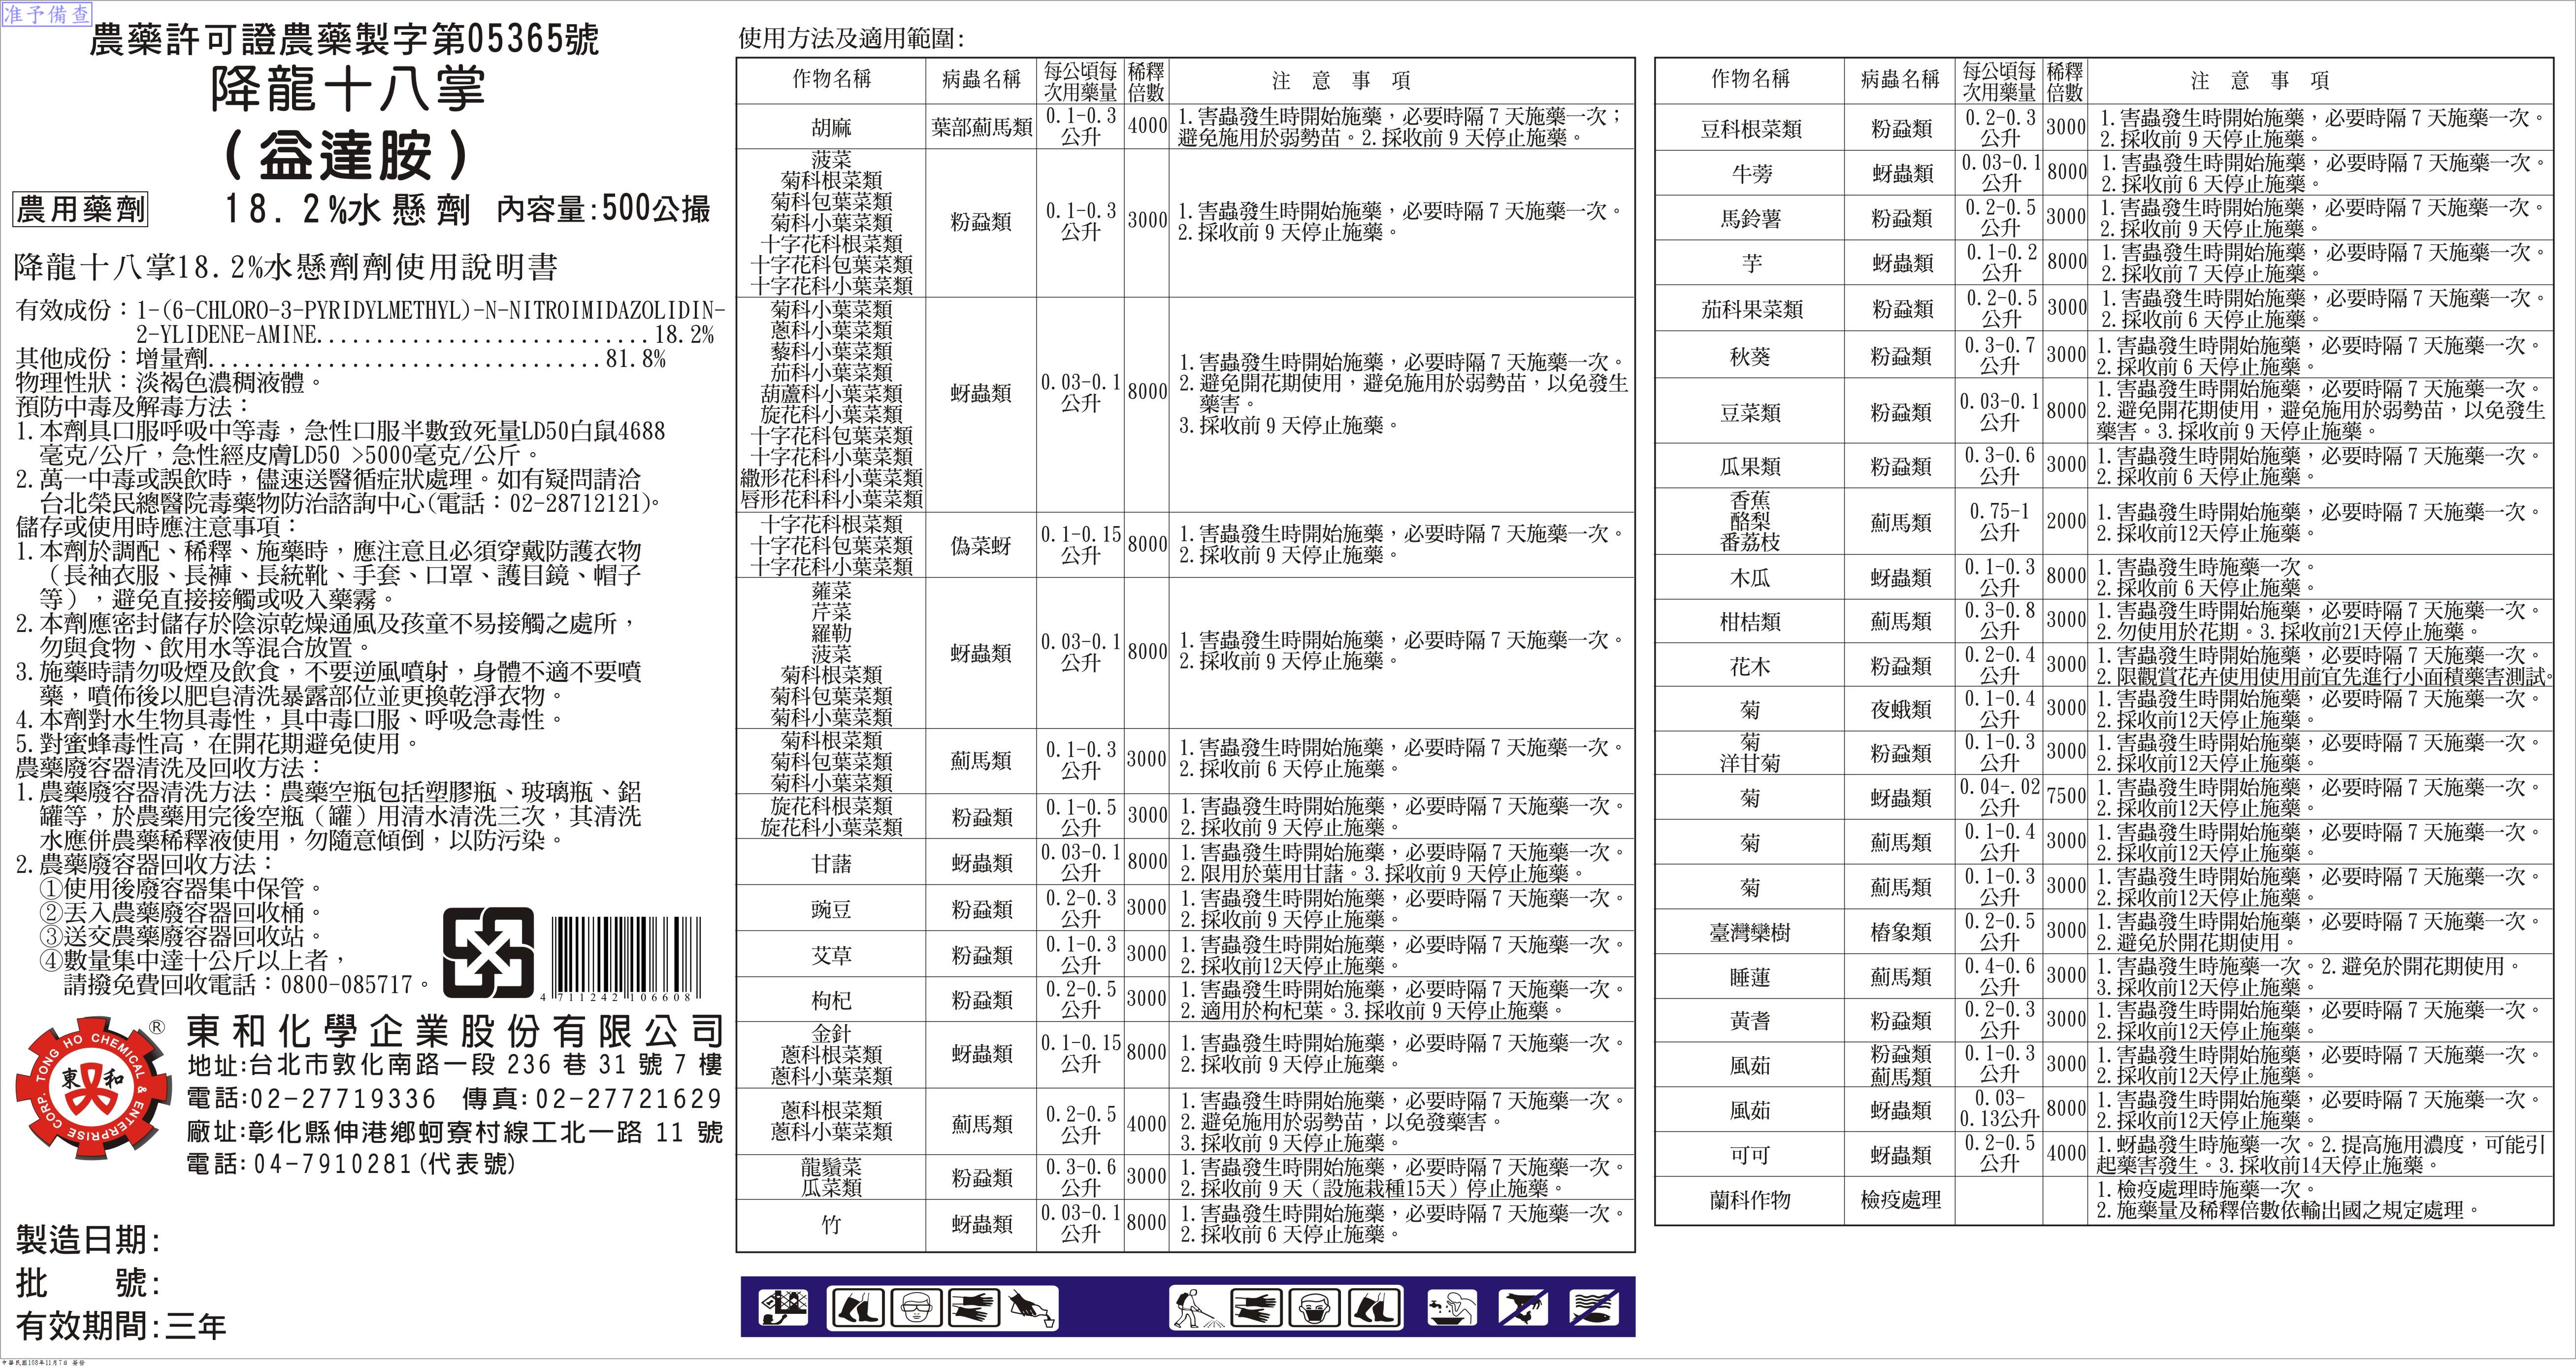 准予備查
農藥許可證農藥製字第05365號
降龍十八掌
(益達胺)
農用藥劑
18.2%水懸劑 內容量:500公撮
降龍十八掌18.2%水懸劑劑使用說明書
有效成份：1-(6-CHLORO-3-PYRIDYLMETHYL)-N-NITROIMIDAZOLIDIN-
2-YLIDENE-AMINE............................18.2%
其他成份：增量劑.................................81.8%
物理性狀：淡褐色濃稠液體。
預防中毒及解毒方法：
1.本劑具口服呼吸中等毒，急性口服半數致死量LD50白鼠4688
毫克/公斤，急性經皮膚LD50 >5000毫克/公斤。
2.萬一中毒或誤飲時，儘速送醫循症狀處理。如有疑問請洽
台北榮民總醫院毒藥物防治諮詢中心(電話：02-28712121)。
儲存或使用時應注意事項：
1.本劑於調配、稀釋、施藥時，應注意且必須穿戴防護衣物
（長袖衣服、長褲、長統靴、手套、口罩、護目鏡、帽子
等），避免直接接觸或吸入藥霧。
2.本劑應密封儲存於陰涼乾燥通風及孩童不易接觸之處所，
勿與食物、飲用水等混合放置。
3.施藥時請勿吸煙及飲食，不要逆風噴射，身體不適不要噴
藥，噴佈後以肥皂清洗暴露部位並更換乾淨衣物。
4.本劑對水生物具毒性，具中毒口服、呼吸急毒性。
5.對蜜蜂毒性高，在開花期避免使用。
農藥廢容器清洗及回收方法：
1.農藥廢容器清洗方法：農藥空瓶包括塑膠瓶、玻璃瓶、鋁
罐等，於農藥用完後空瓶（罐）用清水清洗三次，其清洗
水應併農藥稀釋液使用，勿隨意傾倒，以防污染。
2.農藥廢容器回收方法：
①使用後廢容器集中保管。
②丟入農藥廢容器回收桶。
③送交農藥廢容器回收站。
④數量集中達十公斤以上者，
請撥免費回收電話：0800-085717。
4 711242 106608
TONG HO CHEMICAL & ENTERPRISE CORP.
東和
®
東和化學企業股份有限公司
地址:台北市敦化南路一段 236 巷 31 號 7 樓
電話:02-27719336 傳真:02-27721629
廠址:彰化縣伸港鄉蚵寮村線工北一路 11 號
電話:04-7910281(代表號)
製造日期:
批 號:
有效期間:三年
中華民國108年11月7日 簽發
使用方法及適用範圍:
作物名稱 病蟲名稱 每公頃每次用藥量 稀釋倍數 注意事項
胡麻 葉部薊馬類 0.1-0.3公升 4000 1.害蟲發生時開始施藥，必要時隔7天施藥一次；
避免施用於弱勢苗。2.採收前9天停止施藥。
菠菜
菊科根菜類
菊科包葉菜類
菊科小葉菜類
十字花科根菜類
十字花科包葉菜類
十字花科小葉菜類
粉蝨類 0.1-0.3公升 3000 1.害蟲發生時開始施藥，必要時隔7天施藥一次。
2.採收前9天停止施藥。
菊科小葉菜類
蔥科小葉菜類
藜科小葉菜類
茄科小葉菜類
胡蘆科小葉菜類
旋花科小葉菜類
十字花科包葉菜類
十字花科小葉菜類
繖形花科科小葉菜類
唇形花科科小葉菜類
蚜蟲類 0.03-0.1公升 8000 1.害蟲發生時開始施藥，必要時隔7天施藥一次。
2.避免開花期使用，避免施用於弱勢苗，以免發生
藥害。
3.採收前9天停止施藥。
十字花科根菜類
十字花科包葉菜類
十字花科小葉菜類
偽菜蚜 0.1-0.15公升 8000 1.害蟲發生時開始施藥，必要時隔7天施藥一次。
2.採收前9天停止施藥。
蕹菜
芹菜
羅勒
菠菜
菊科根菜類
菊科包葉菜類
菊科小葉菜類
蚜蟲類 0.03-0.1公升 8000 1.害蟲發生時開始施藥，必要時隔7天施藥一次。
2.採收前9天停止施藥。
菊科根菜類
菊科包葉菜類
菊科小葉菜類
薊馬類 0.1-0.3公升 3000 1.害蟲發生時開始施藥，必要時隔7天施藥一次。
2.採收前6天停止施藥。
旋花科根菜類
旋花科小葉菜類
粉蝨類 0.1-0.5公升 3000 1.害蟲發生時開始施藥，必要時隔7天施藥一次。
2.採收前9天停止施藥。
甘藷 蚜蟲類 0.03-0.1公升 8000 1.害蟲發生時開始施藥，必要時隔7天施藥一次。
2.限用於葉用甘藷。3.採收前9天停止施藥。
豌豆 粉蝨類 0.2-0.3公升 3000 1.害蟲發生時開始施藥，必要時隔7天施藥一次。
2.採收前9天停止施藥。
艾草 粉蝨類 0.1-0.3公升 3000 1.害蟲發生時開始施藥，必要時隔7天施藥一次。
2.採收前12天停止施藥。
枸杞 粉蝨類 0.2-0.5公升 3000 1.害蟲發生時開始施藥，必要時隔7天施藥一次。
2.適用於枸杞葉。3.採收前9天停止施藥。
金針
蔥科根菜類
蔥科小葉菜類
蚜蟲類 0.1-0.15公升 8000 1.害蟲發生時開始施藥，必要時隔7天施藥一次。
2.採收前9天停止施藥。
蔥科根菜類
蔥科小葉菜類
薊馬類 0.2-0.5公升 4000 1.害蟲發生時開始施藥，必要時隔7天施藥一次。
2.避免施用於弱勢苗，以免發藥害。
3.採收前9天停止施藥。
龍鬚菜
瓜菜類
粉蝨類 0.3-0.6公升 3000 1.害蟲發生時開始施藥，必要時隔7天施藥一次。
2.採收前9天（設施栽種15天）停止施藥。
竹 蚜蟲類 0.03-0.1公升 8000 1.害蟲發生時開始施藥，必要時隔7天施藥一次。
2.採收前6天停止施藥。
作物名稱 病蟲名稱 每公頃每次用藥量 稀釋倍數 注意事項
豆科根菜類 粉蝨類 0.2-0.3公升 3000 1.害蟲發生時開始施藥，必要時隔7天施藥一次。
2.採收前9天停止施藥。
牛蒡 蚜蟲類 0.03-0.1公升 8000 1.害蟲發生時開始施藥，必要時隔7天施藥一次。
2.採收前6天停止施藥。
馬鈴薯 粉蝨類 0.2-0.5公升 3000 1.害蟲發生時開始施藥，必要時隔7天施藥一次。
2.採收前9天停止施藥。
芋 蚜蟲類 0.1-0.2公升 8000 1.害蟲發生時開始施藥，必要時隔7天施藥一次。
2.採收前7天停止施藥。
茄科果菜類 粉蝨類 0.2-0.5公升 3000 1.害蟲發生時開始施藥，必要時隔7天施藥一次。
2.採收前6天停止施藥。
秋葵 粉蝨類 0.3-0.7公升 3000 1.害蟲發生時開始施藥，必要時隔7天施藥一次。
2.採收前6天停止施藥。
豆菜類 粉蝨類 0.03-0.1公升 8000 1.害蟲發生時開始施藥，必要時隔7天施藥一次。
2.避免開花期使用，避免施用於弱勢苗，以免發生
藥害。3.採收前9天停止施藥。
瓜果類 粉蝨類 0.3-0.6公升 3000 1.害蟲發生時開始施藥，必要時隔7天施藥一次。
2.採收前6天停止施藥。
香蕉
酪梨
番荔枝
薊馬類 0.75-1公升 2000 1.害蟲發生時開始施藥，必要時隔7天施藥一次。
2.採收前12天停止施藥。
木瓜 蚜蟲類 0.1-0.3公升 8000 1.害蟲發生時施藥一次。
2.採收前6天停止施藥。
柑桔類 薊馬類 0.3-0.8公升 3000 1.害蟲發生時開始施藥，必要時隔7天施藥一次。
2.勿使用於花期。3.採收前21天停止施藥。
花木 粉蝨類 0.2-0.4公升 3000 1.害蟲發生時開始施藥，必要時隔7天施藥一次。
2.限觀賞花卉使用使用前宜先進行小面積藥害測試。
菊 夜蛾類 0.1-0.4公升 3000 1.害蟲發生時開始施藥，必要時隔7天施藥一次。
2.採收前12天停止施藥。
菊
洋甘菊
粉蝨類 0.1-0.3公升 3000 1.害蟲發生時開始施藥，必要時隔7天施藥一次。
2.採收前12天停止施藥。
菊 蚜蟲類 0.04-.02公升 7500 1.害蟲發生時開始施藥，必要時隔7天施藥一次。
2.採收前12天停止施藥。
菊 薊馬類 0.1-0.4公升 3000 1.害蟲發生時開始施藥，必要時隔7天施藥一次。
2.採收前12天停止施藥。
菊 薊馬類 0.1-0.3公升 3000 1.害蟲發生時開始施藥，必要時隔7天施藥一次。
2.採收前12天停止施藥。
臺灣欒樹 椿象類 0.2-0.5公升 3000 1.害蟲發生時開始施藥，必要時隔7天施藥一次。
2.避免於開花期使用。
睡蓮 薊馬類 0.4-0.6公升 3000 1.害蟲發生時施藥一次。2.避免於開花期使用。
3.採收前12天停止施藥。
黃耆 粉蝨類 0.2-0.3公升 3000 1.害蟲發生時開始施藥，必要時隔7天施藥一次。
2.採收前12天停止施藥。
風茹 粉蝨類 薊馬類 0.1-0.3公升 3000 1.害蟲發生時開始施藥，必要時隔7天施藥一次。
2.採收前12天停止施藥。
風茹 蚜蟲類 0.03-0.13公升 8000 1.害蟲發生時開始施藥，必要時隔7天施藥一次。
2.採收前12天停止施藥。
可可 蚜蟲類 0.2-0.5公升 4000 1.蚜蟲發生時施藥一次。2.提高施用濃度，可能引
起藥害發生。3.採收前14天停止施藥。
蘭科作物 檢疫處理 1.檢疫處理時施藥一次。
2.施藥量及稀釋倍數依輸出國之規定處理。